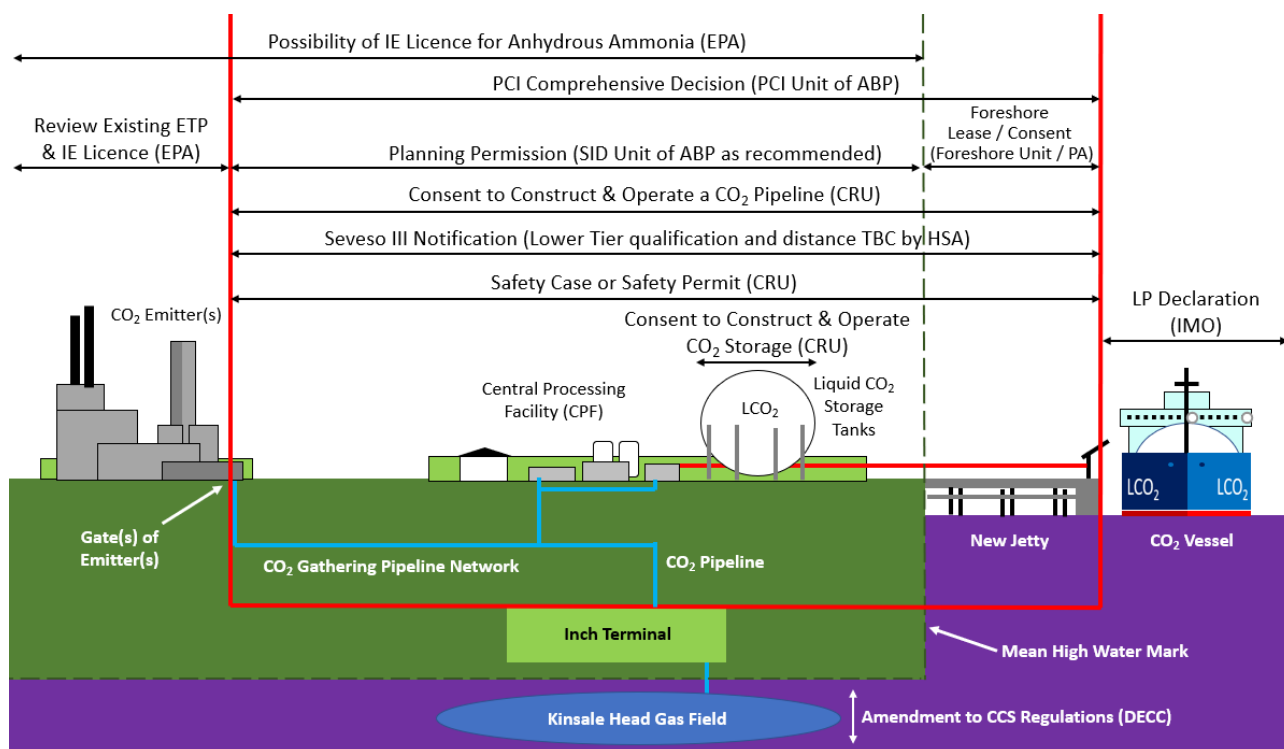 Possibility of IE Licence for Anhydrous Ammonia (EPA)
PCI Comprehensive Decision (PCI Unit of ABP)
Review Existing ETP
& IE Licence (EPA)
Planning Permission (SID Unit of ABP as recommended)
Foreshore
Lease / Consent
(Foreshore Unit / PA)
Consent to Construct & Operate a CO₂ Pipeline (CRU)
Seveso III Notification (Lower Tier qualification and distance TBC by HSA)
Safety Case or Safety Permit (CRU)
LP Declaration
(IMO)
CO₂ Emitter(s)
Consent to Construct & Operate
CO₂ Storage (CRU)
Central Processing
Facility (CPF)
LCO₂
Liquid CO₂
Storage
Tanks
LCO₂
LCO₂
Gate(s) of
Emitter(s)
CO₂ Gathering Pipeline Network
CO₂ Pipeline
New Jetty
CO₂ Vessel
Inch Terminal
Mean High Water Mark
Kinsale Head Gas Field
Amendment to CCS Regulations (DECC)